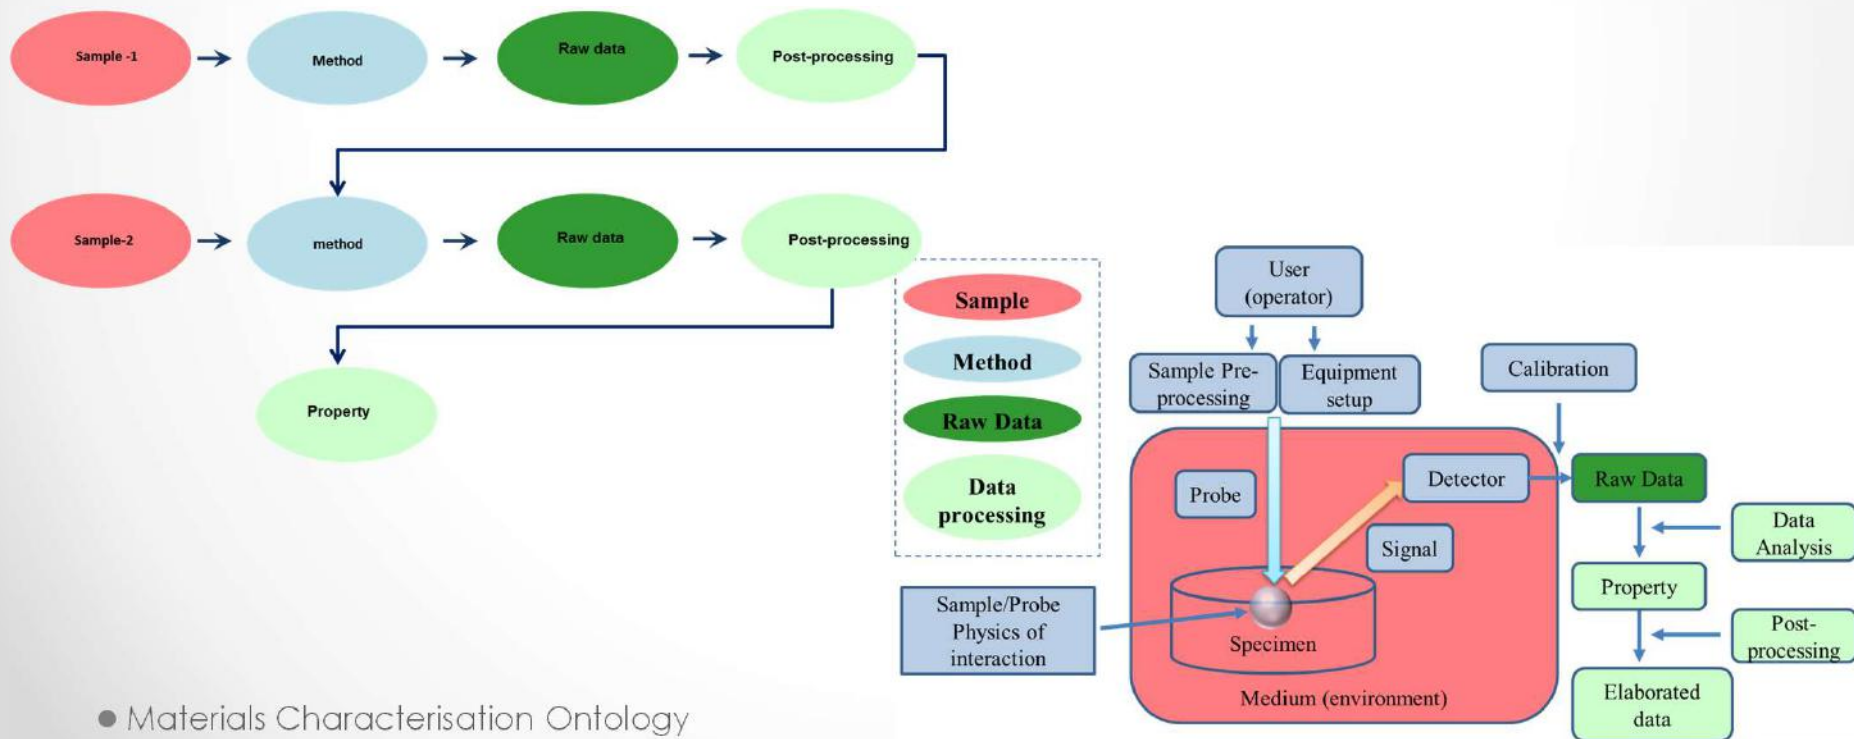 Sample -1
Method
Raw data
Post-processing
Sample-2
method
Raw data
Post-processing
Property
Sample
Method
Raw Data
Data
processing
User
(operator)
Sample Pre-
processing
Equipment
setup
Calibration
Probe
Detector
Raw Data
Signal
Data
Analysis
Property
Sample/Probe
Physics of
interaction
Specimen
Post-
processing
Medium (environment)
Elaborated
data
● Materials Characterisation Ontology